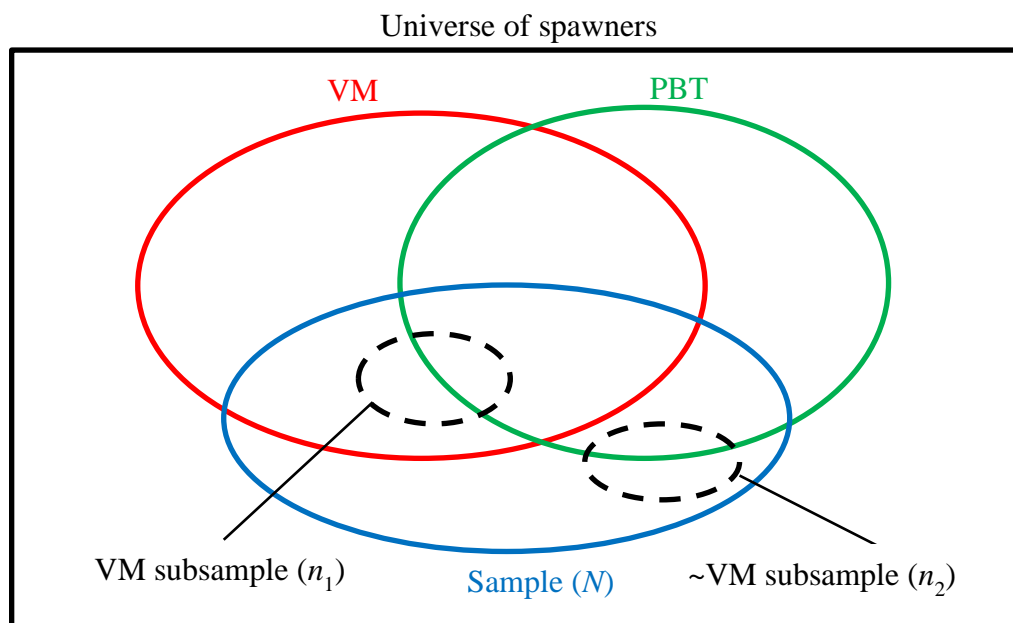 Universe of spawners
VM
PBT
VM subsample (n₁)
Sample (N)
~VM subsample (n₂)